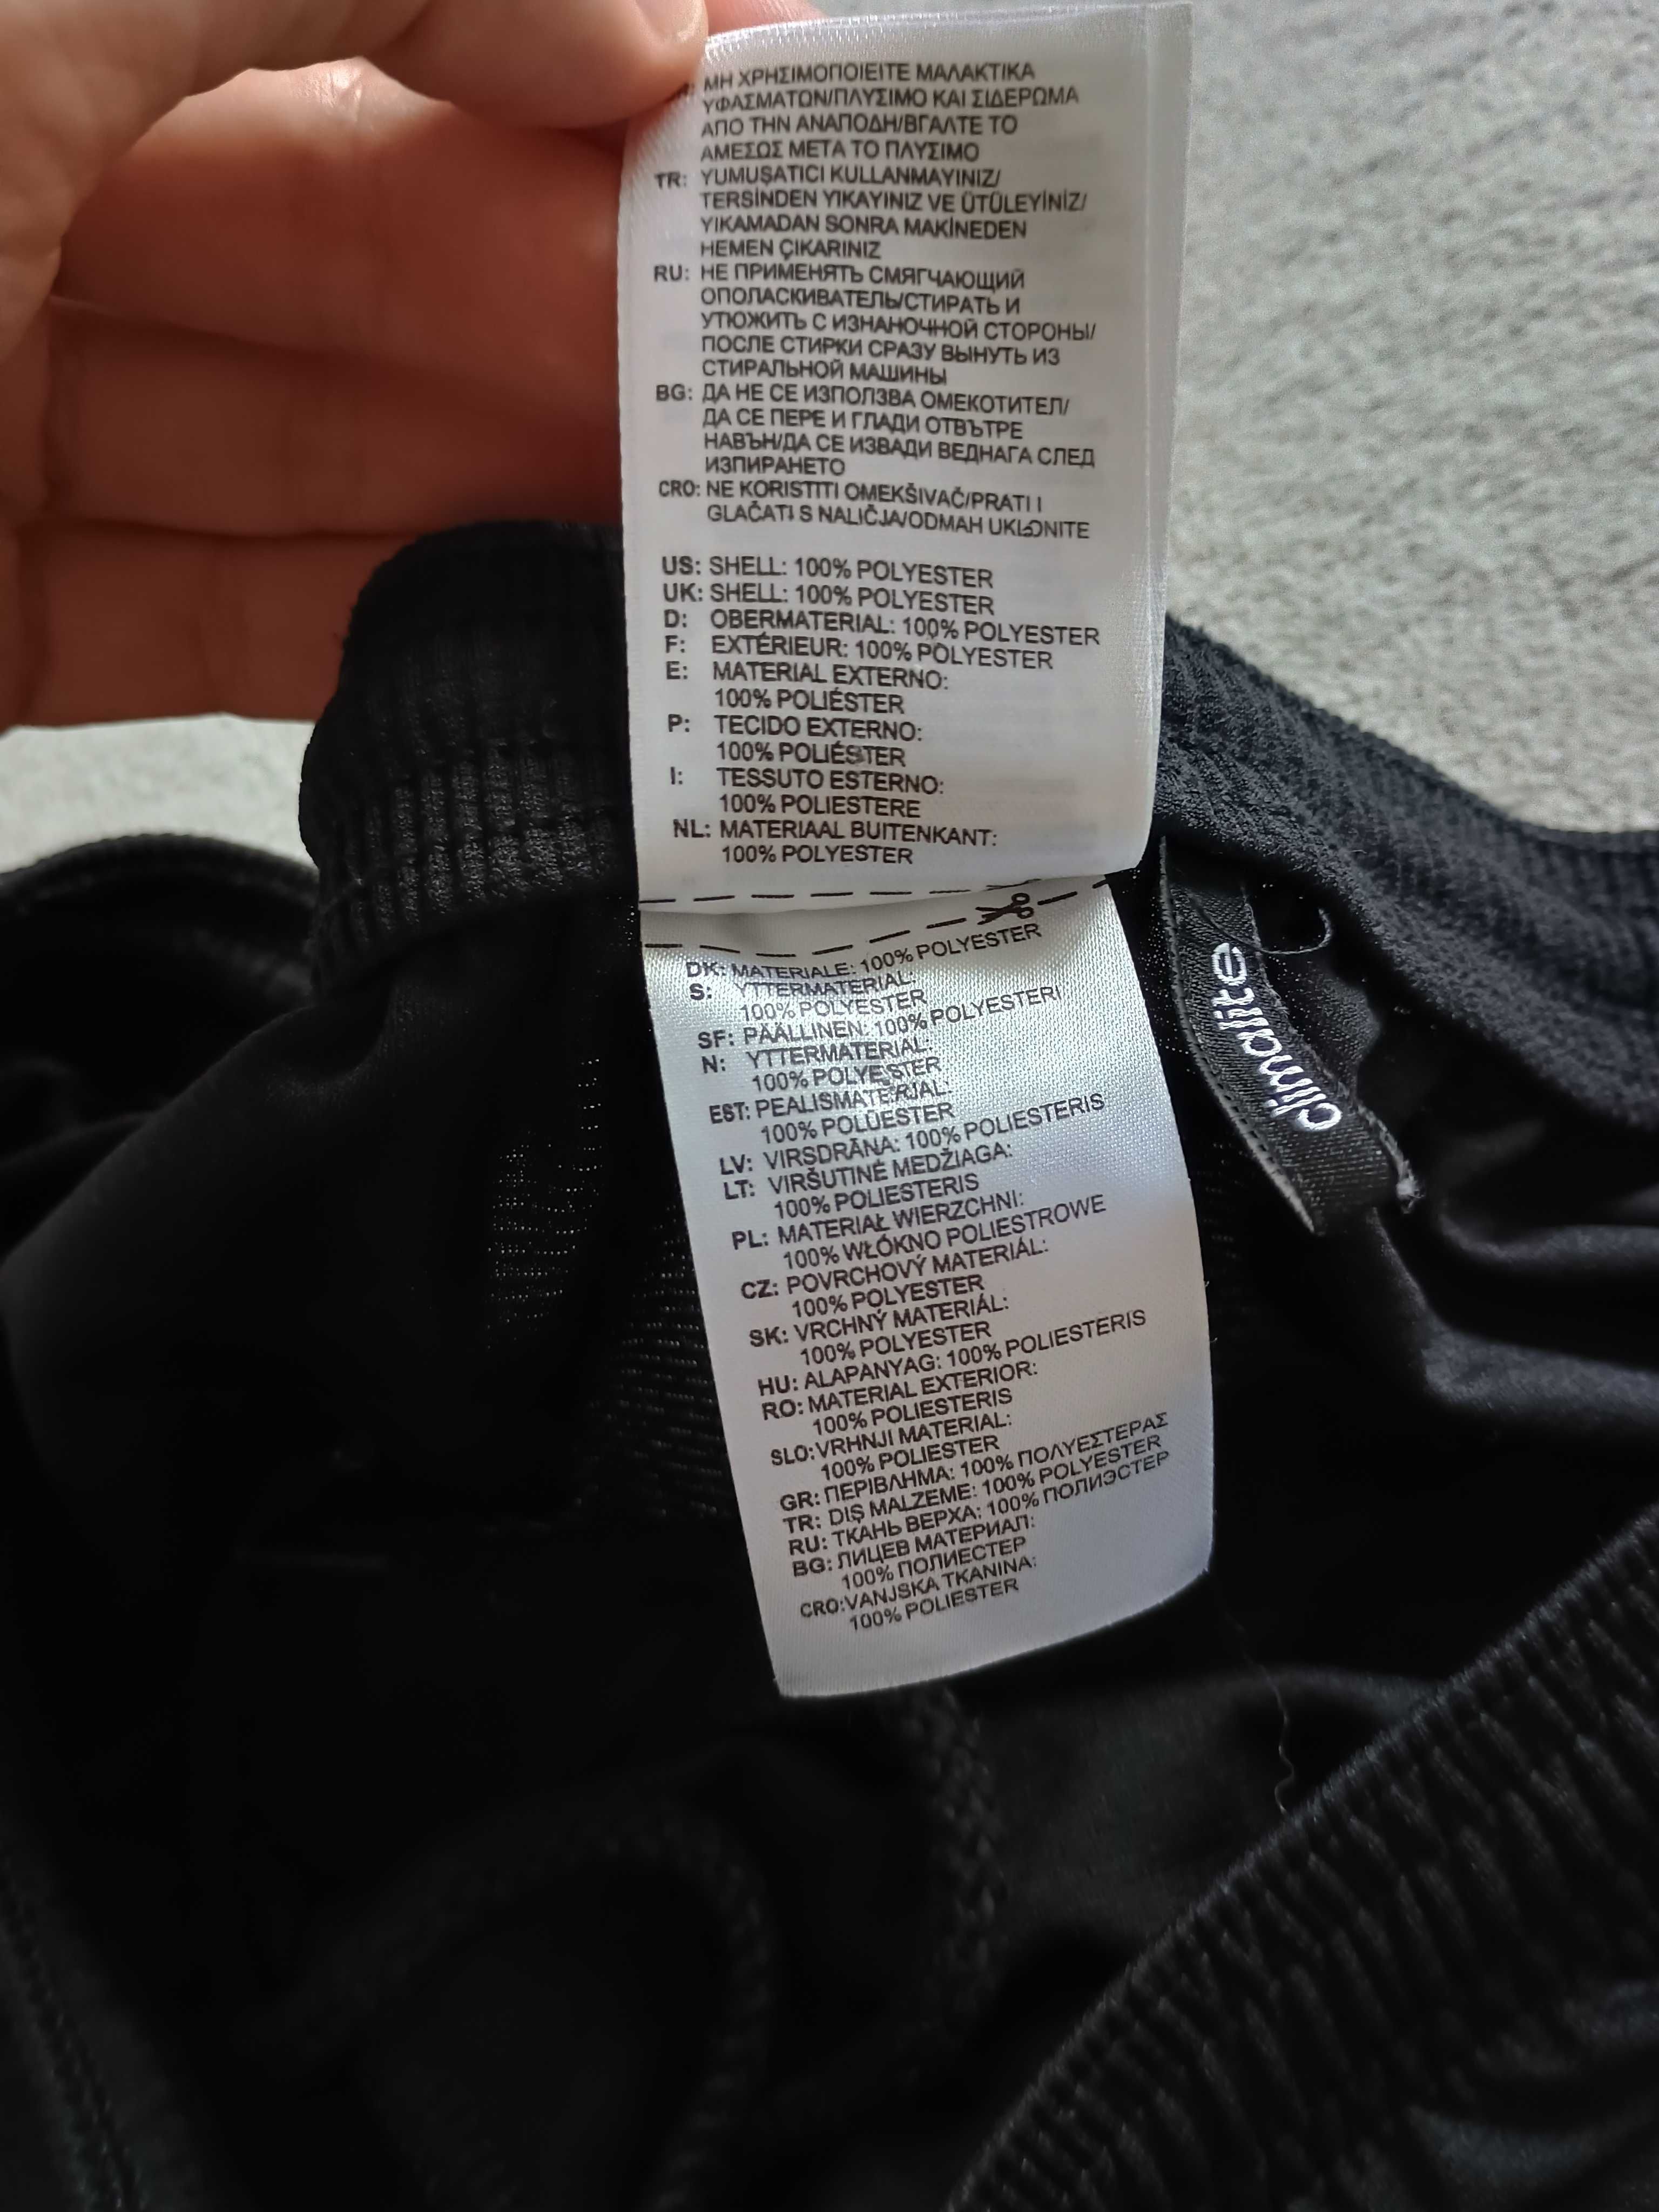 ΜΗ ΧΡΗΣΙΜΟΠΟΙΕΙΤΕ ΜΑΛΑΚΤΙΚΑ
ΥΦΑΣΜΑΤΩΝ/ΠΛΥΣΙΜΟ ΚΑΙ ΣΙΔΕΡΩΜΑ
ΑΠΟ ΤΗΝ ΑΝΑΠΟΔΗ/ΒΓΑΛΤΕ ΤΟ
ΑΜΕΣΩΣ ΜΕΤΑ ΤΟ ΠΛΥΣΙΜΟ
TR: YUMUŞATICI KULLANMAYINIZ/
TERSİNDEN YIKAYINIZ VE ÜTÜLEYİNİZ/
YIKAMADAN SONRA MAKİNEDEN
HEMEN ÇIKARINIZ
RU: НЕ ПРИМЕНЯТЬ СМЯГЧАЮЩИЙ
ОПОЛАСКИВАТЕЛЬ/СТИРАТЬ И
УТЮЖИТЬ С ИЗНАНОЧНОЙ СТОРОНЫ/
ПОСЛЕ СТИРКИ СРАЗУ ВЫНУТЬ ИЗ
СТИРАЛЬНОЙ МАШИНЫ
BG: ДА НЕ СЕ ИЗПОЛЗВА ОМЕКОТИТЕЛ/
ДА СЕ ПЕРЕ И ГЛАДИ ОТВЪТРЕ
НАВЪН/ДА СЕ ИЗВАДИ ВЕДНАГА СЛЕД
ИЗПИРАНЕТО
CRO: NE KORISTITI OMEKŠIVAČ/PRATI I
GLAČATI S NALIČJA/ODMAH UKLONITE
US: SHELL: 100% POLYESTER
UK: SHELL: 100% POLYESTER
D: OBERMATERIAL: 100% POLYESTER
F: EXTÉRIEUR: 100% POLYESTER
E: MATERIAL EXTERNO:
100% POLIÉSTER
P: TECIDO EXTERNO:
100% POLIÉSTER
I: TESSUTO ESTERNO:
100% POLIESTERE
NL: MATERIAAL BUITENKANT:
100% POLYESTER
DK: MATERIALE: 100% POLYESTER
S: YTTERMATERIAL:
100% POLYESTER
SF: PÄÄLLINEN: 100% POLYESTERI
N: YTTERMATERIAL:
100% POLYESTER
EST: PEALISMATERJAL:
100% POLÜESTER
LV: VIRSDRĀNA: 100% POLIESTERIS
LT: VIRŠUTINĖ MEDŽIAGA:
100% POLIESTERIS
PL: MATERIAŁ WIERZCHNI:
100% WŁÓKNO POLIESTROWE
CZ: POVRCHOVÝ MATERIÁL:
100% POLYESTER
SK: VRCHNÝ MATERIÁL:
100% POLYESTER
HU: ALAPANYAG: 100% POLIESTERIS
RO: MATERIAL EXTERIOR:
100% POLIESTERIS
SLO: VRHNJI MATERIAL:
100% POLIESTER
GR: ΠΕΡΙΒΛΗΜΑ: 100% ΠΟΛΥΕΣΤΕΡΑΣ
TR: DIŞ MALZEME: 100% POLYESTER
RU: ТКАНЬ ВЕРХА: 100% ПОЛИЭСТЕР
BG: ЛИЦЕВ МАТЕРИАЛ:
100% ПОЛИЕСТЕР
CRO: VANJSKA TKANINA:
100% POLIESTER
climalite